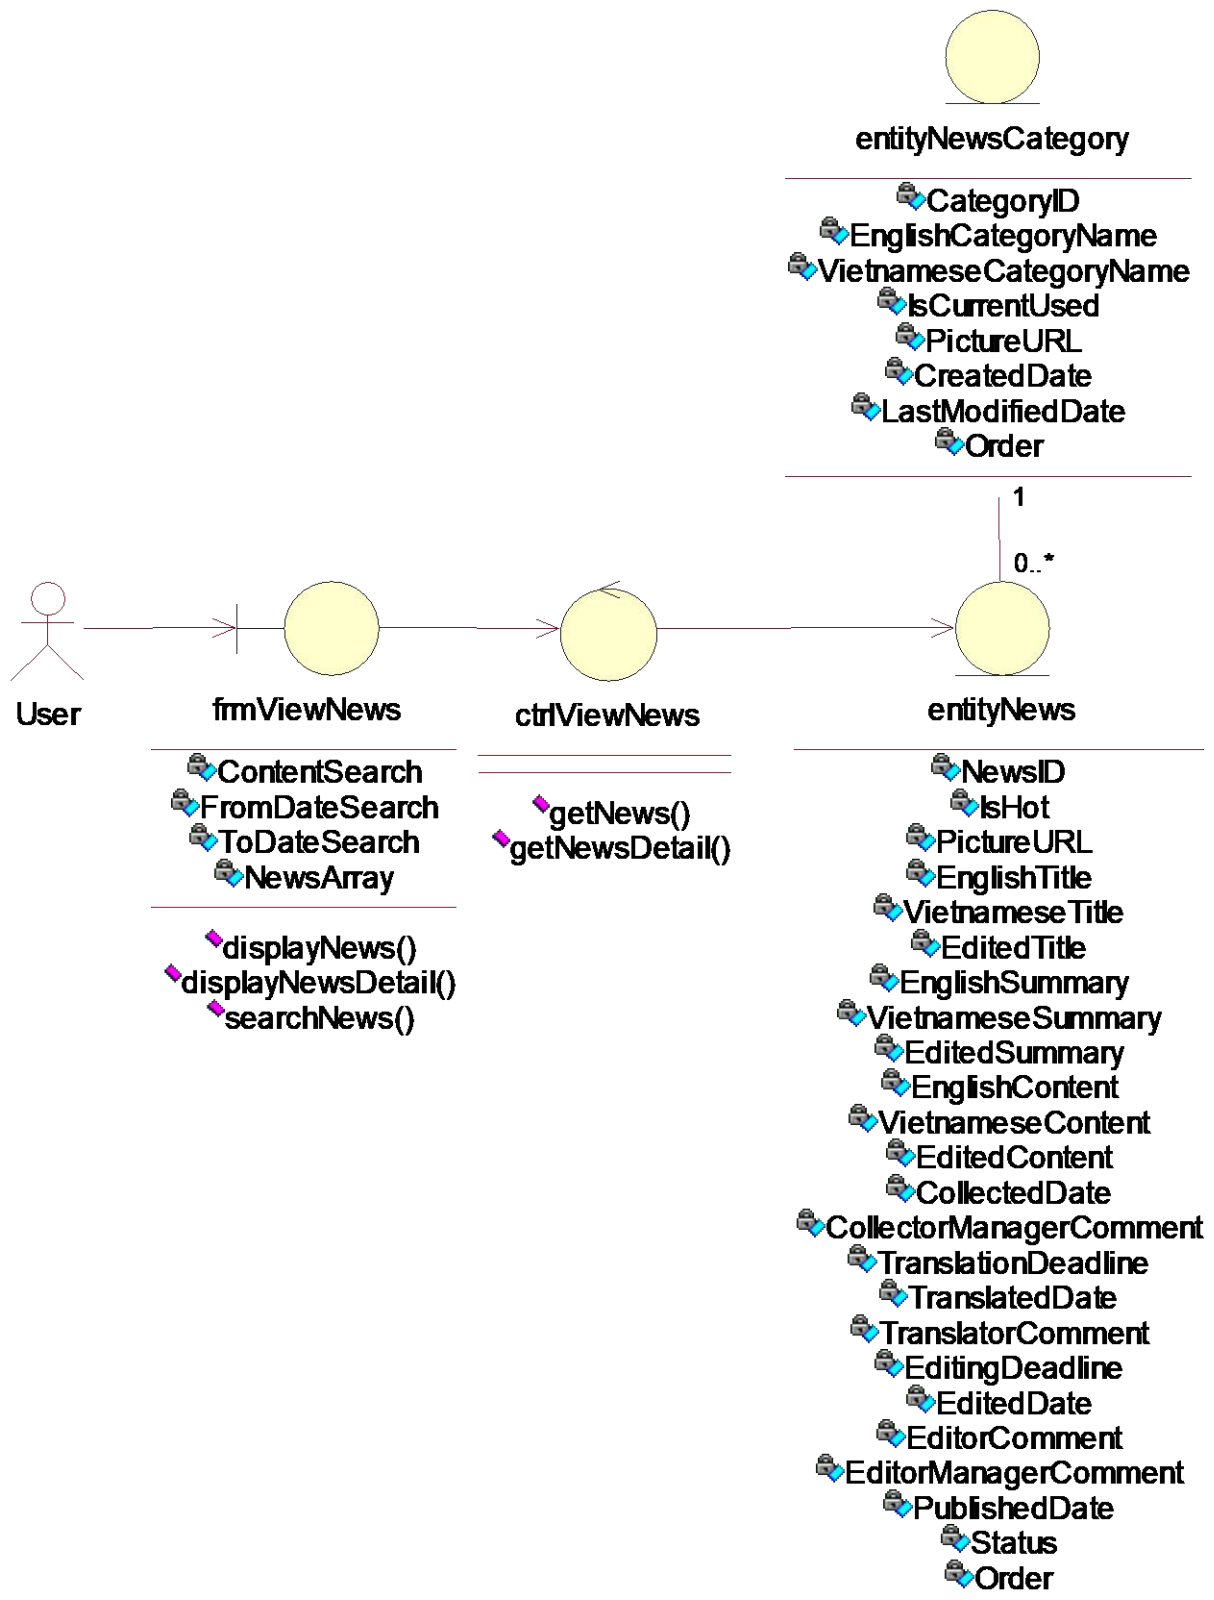 entityNewsCategory
CategoryID
EnglishCategoryName
VietnameseCategoryName
IsCurrentUsed
PictureURL
CreatedDate
LastModifiedDate
Order
1
0..*
User
frmViewNews
ContentSearch
FromDateSearch
ToDateSearch
NewsArray
displayNews()
displayNewsDetail()
searchNews()
ctrlViewNews
getNews()
getNewsDetail()
entityNews
NewsID
IsHot
PictureURL
EnglishTitle
VietnameseTitle
EditedTitle
EnglishSummary
VietnameseSummary
EditedSummary
EnglishContent
VietnameseContent
EditedContent
CollectedDate
CollectorManagerComment
TranslationDeadline
TranslatedDate
TranslatorComment
EditingDeadline
EditedDate
EditorComment
EditorManagerComment
PublishedDate
Status
Order